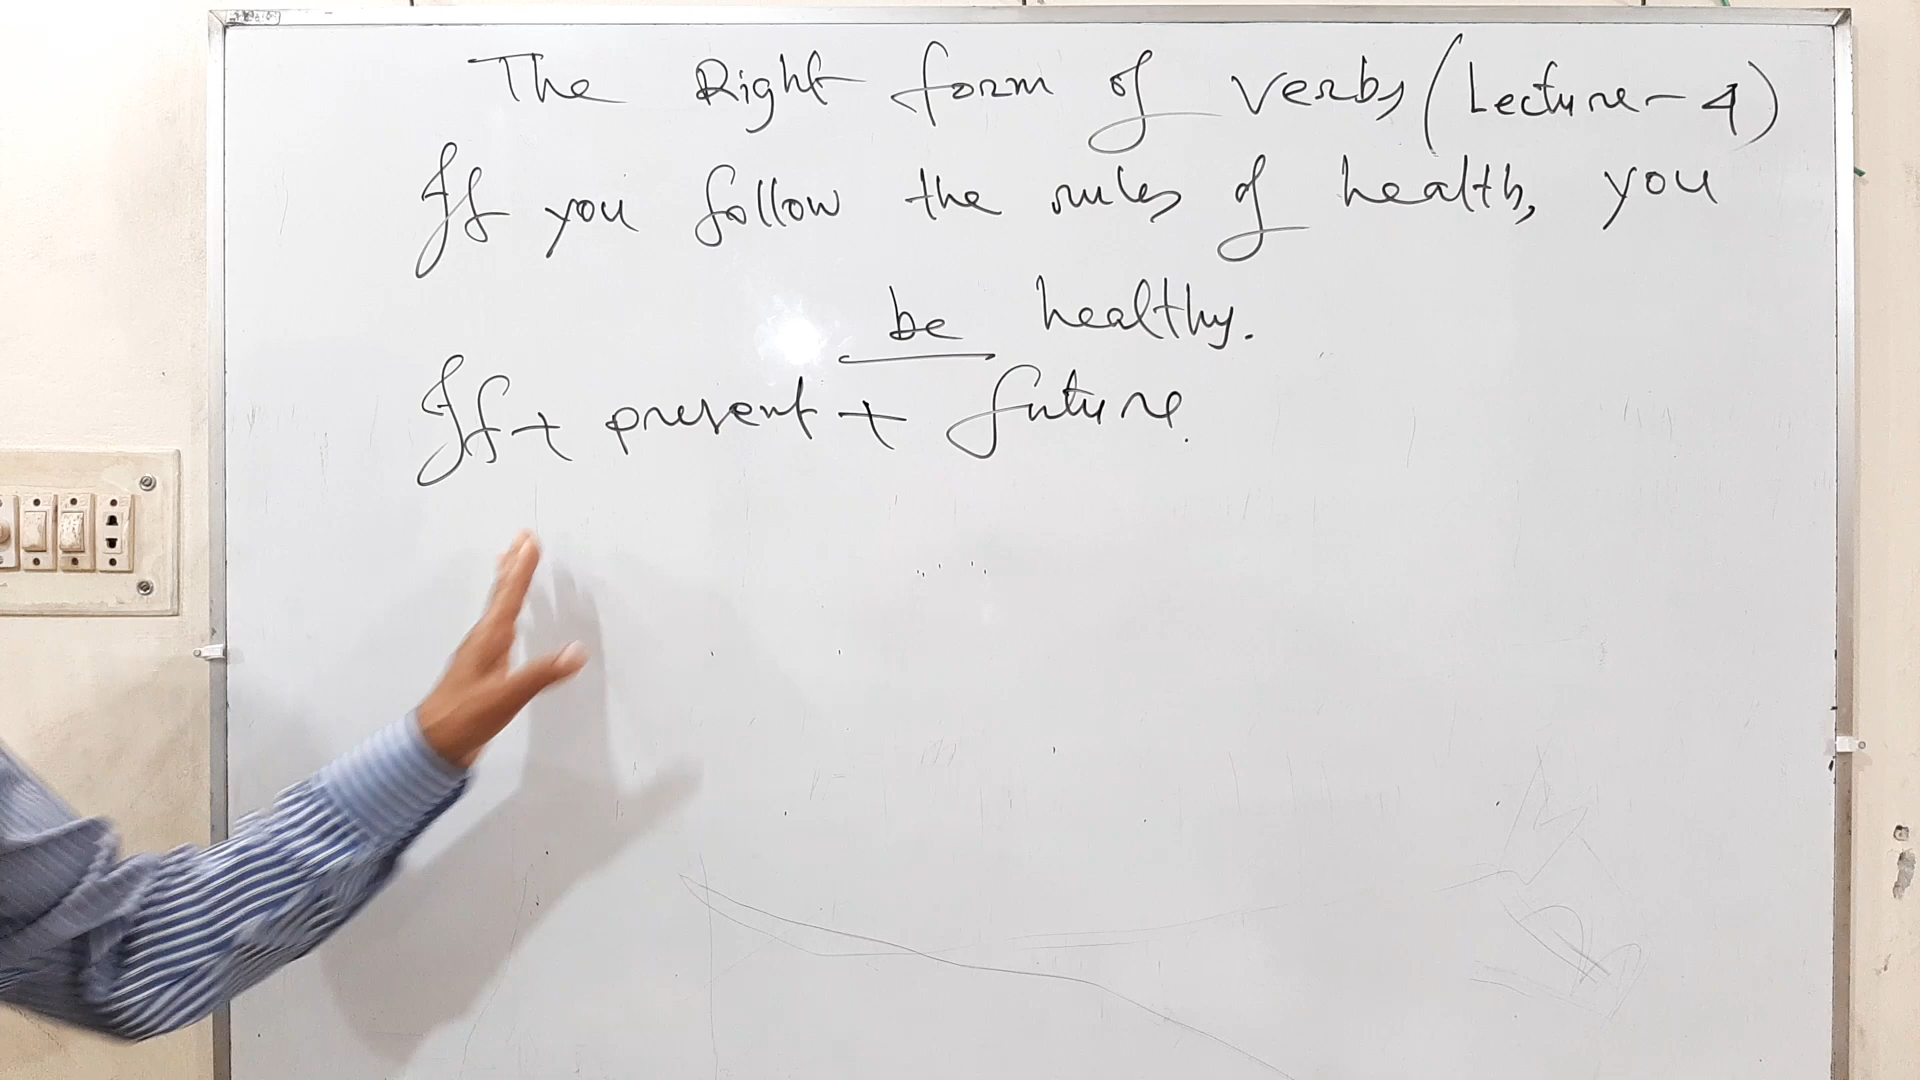 The Right form of verbs (Lecture-4)
If you follow the rules of health, you
be healthy.
If + present + future.